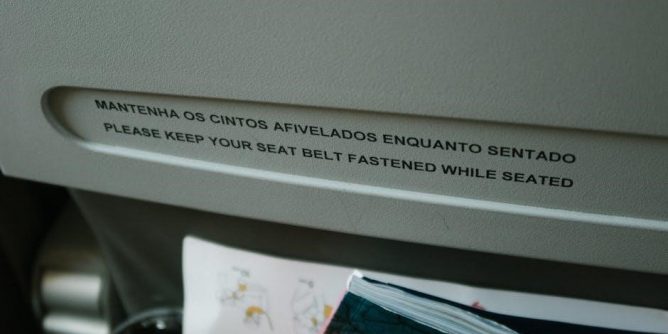 MANTENHA OS CINTOS AFIVELADOS ENQUANTO SENTADO
PLEASE KEEP YOUR SEAT BELT FASTENED WHILE SEATED